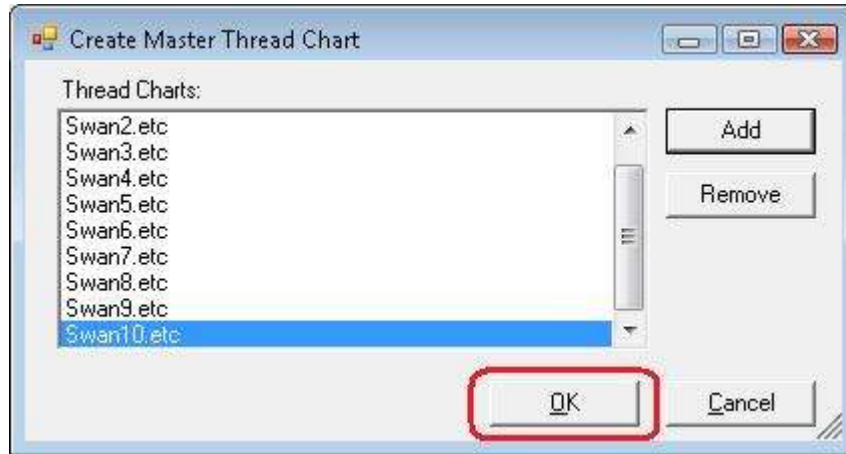 Create Master Thread Chart
Thread Charts:
Swan2.etc
Swan3.etc
Swan4.etc
Swan5.etc
Swan6.etc
Swan7.etc
Swan8.etc
Swan9.etc
Swan10.etc
Add
Remove
OK
Cancel